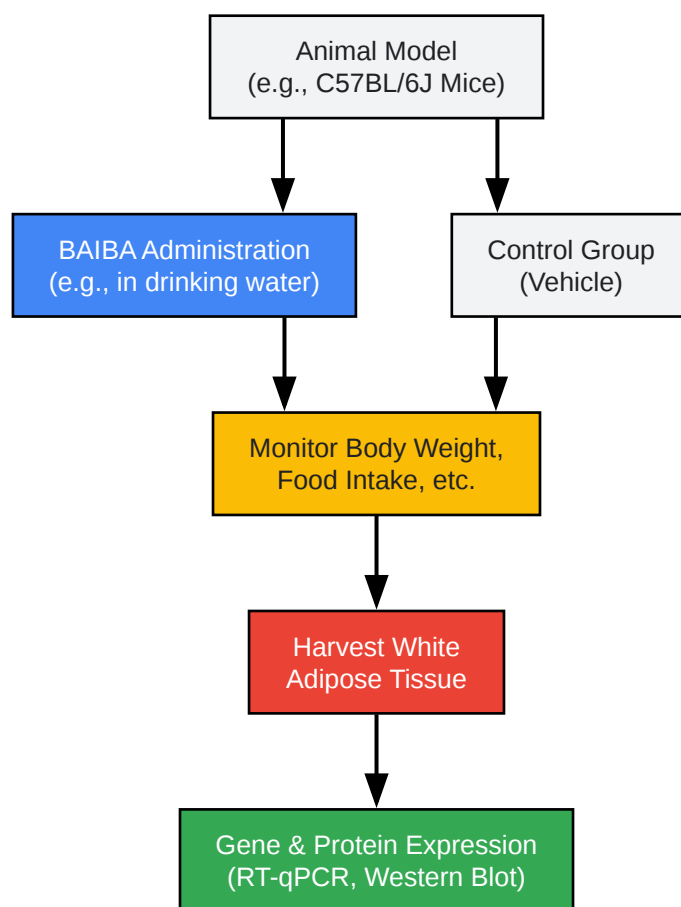 Animal Model
(e.g., C57BL/6J Mice)
BAIBA Administration
(e.g., in drinking water)
Control Group
(Vehicle)
Monitor Body Weight,
Food Intake, etc.
Harvest White
Adipose Tissue
Gene & Protein Expression
(RT-qPCR, Western Blot)